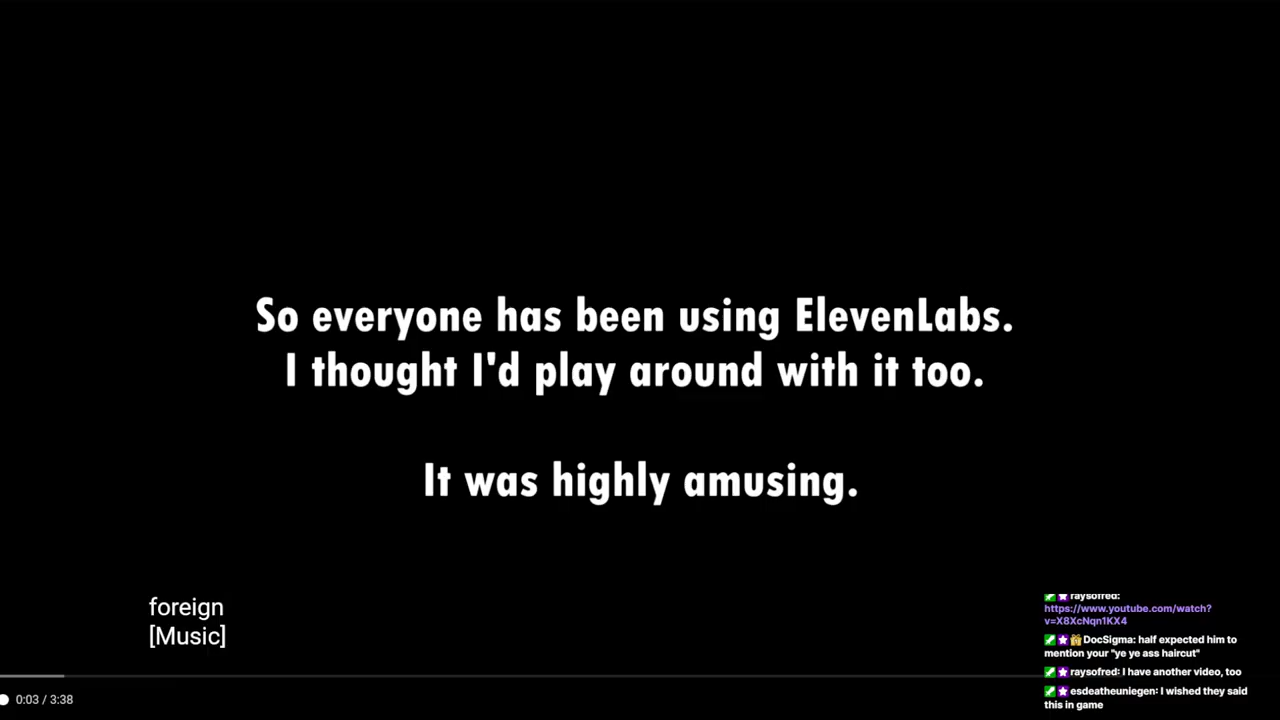 So everyone has been using ElevenLabs.
I thought I'd play around with it too.
It was highly amusing.
foreign
[Music]
0:03 / 3:38
raysofred:
https://www.youtube.com/watch?
v=X8XcNqn1KX4
DocSigma: half expected him to
mention your "ye ye ass haircut"
raysofred: I have another video, too
esdeatheuniegen: I wished they said
this in game